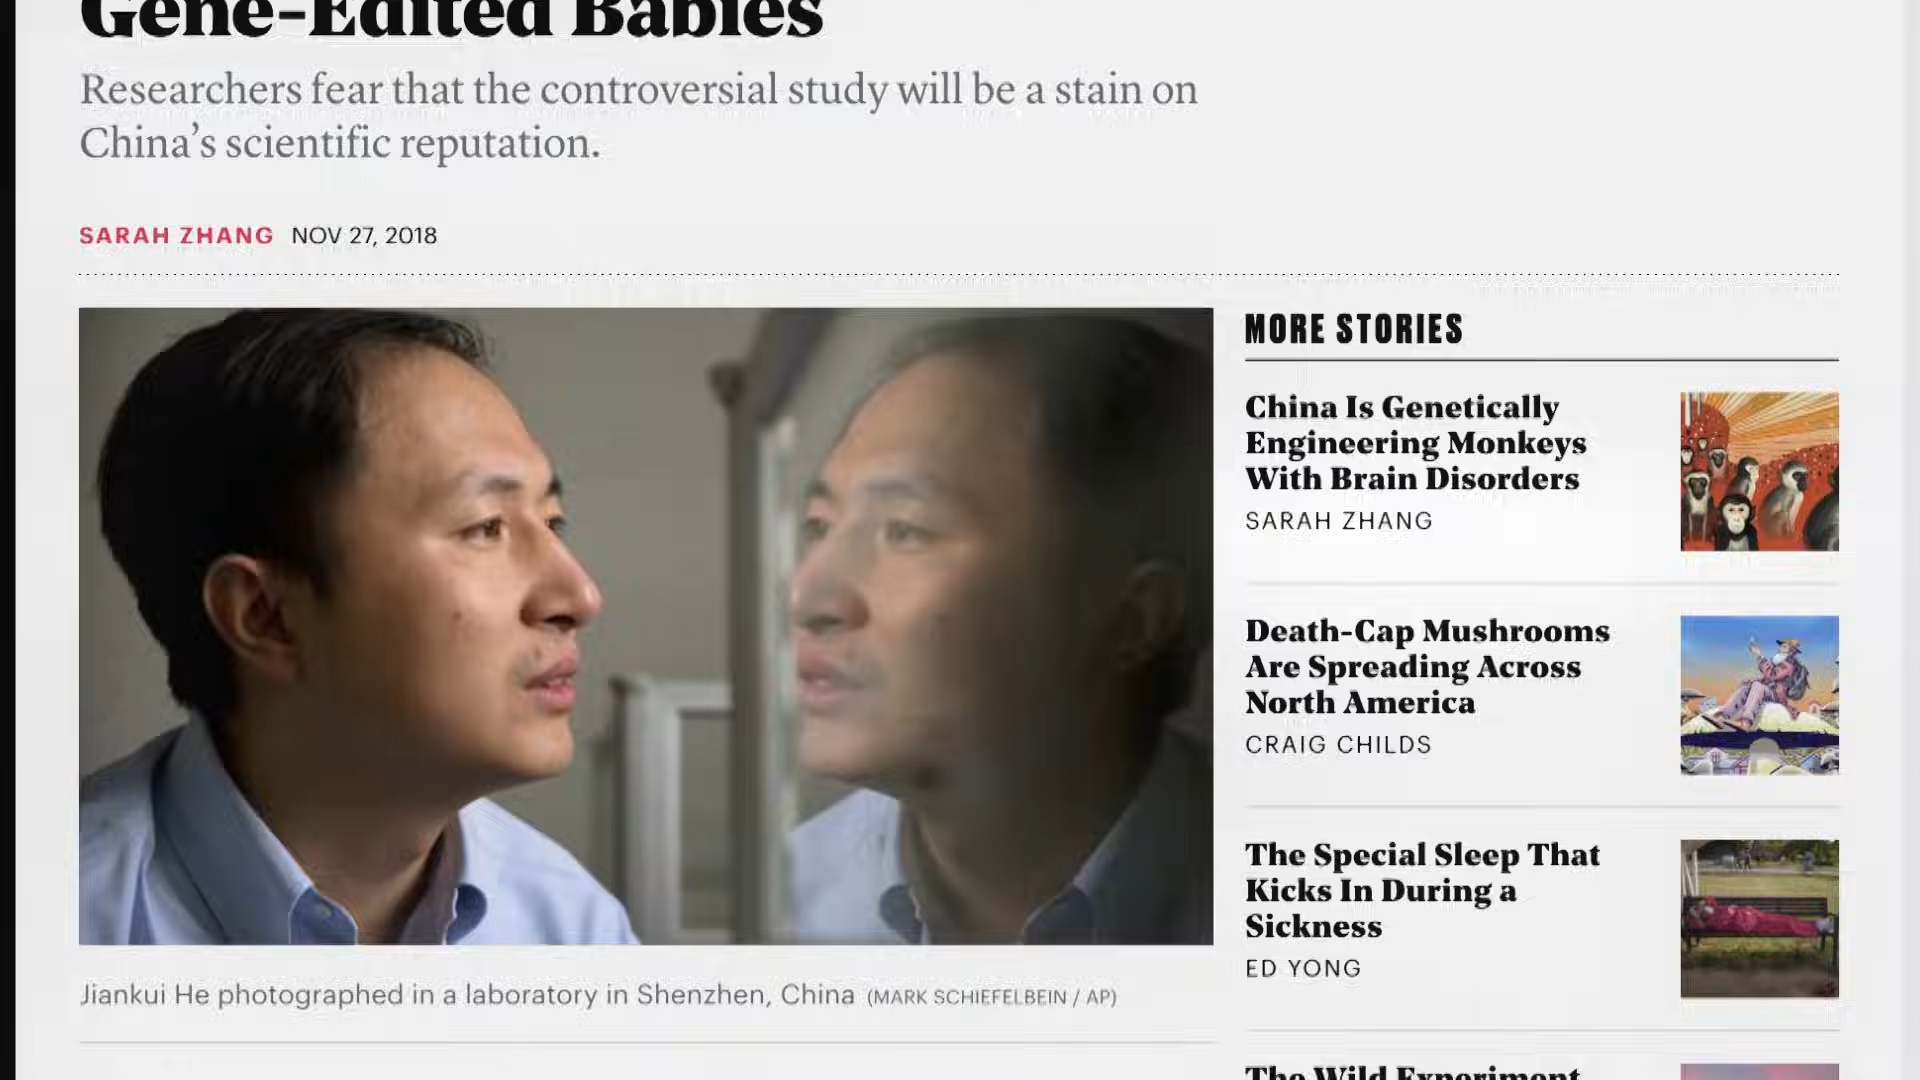 Gene-Edited Babies
Researchers fear that the controversial study will be a stain on
China’s scientific reputation.
SARAH ZHANG NOV 27, 2018
MORE STORIES
China Is Genetically
Engineering Monkeys
With Brain Disorders
SARAH ZHANG
Death-Cap Mushrooms
Are Spreading Across
North America
CRAIG CHILDS
The Special Sleep That
Kicks In During a
Sickness
ED YONG
Jiankui He photographed in a laboratory in Shenzhen, China (MARK SCHIEFELBEIN / AP)
The Wild Experiment